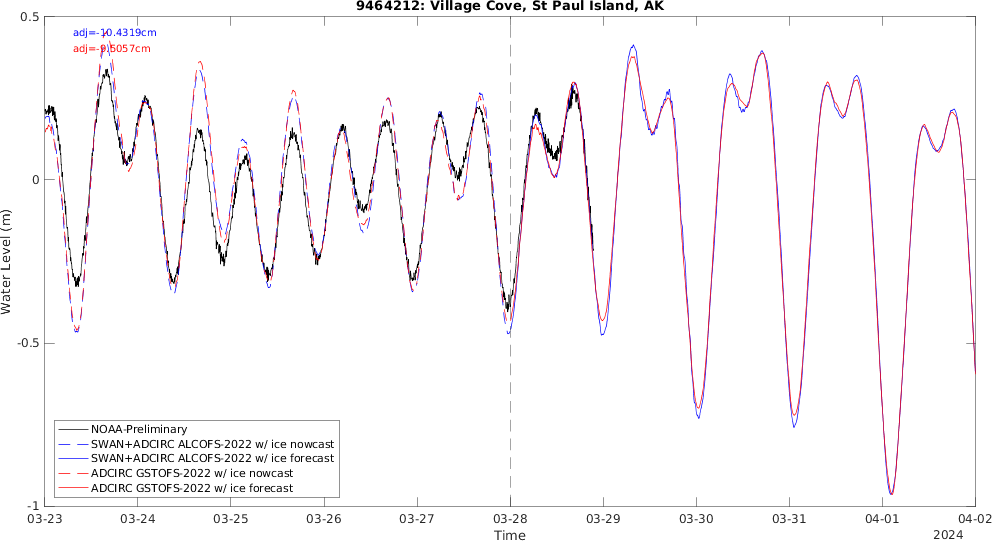 9464212: Village Cove, St Paul Island, AK
adj=-10.4319cm
adj=-9.5057cm
Water Level (m)
0.5
0
-0.5
-1
NOAA-Preliminary
SWAN+ADCIRC ALCOFS-2022 w/ ice nowcast
SWAN+ADCIRC ALCOFS-2022 w/ ice forecast
ADCIRC GSTOFS-2022 w/ ice nowcast
ADCIRC GSTOFS-2022 w/ ice forecast
03-23 03-24 03-25 03-26 03-27 03-28 03-29 03-30 03-31 04-01 04-02
Time
2024